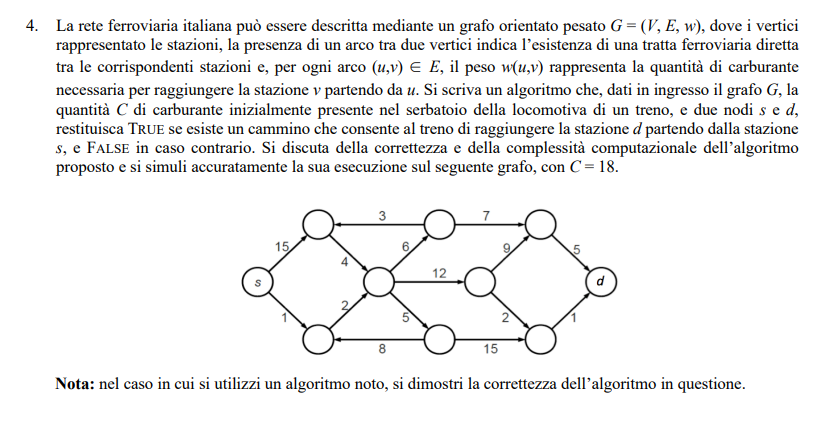 4. La rete ferroviaria italiana può essere descritta mediante un grafo orientato pesato G = (V, E, w), dove i vertici
rappresentato le stazioni, la presenza di un arco tra due vertici indica l'esistenza di una tratta ferroviaria diretta
tra le corrispondenti stazioni e, per ogni arco (u,v) ∈ E, il peso w(u,v) rappresenta la quantità di carburante
necessaria per raggiungere la stazione v partendo da u. Si scriva un algoritmo che, dati in ingresso il grafo G, la
quantità C di carburante inizialmente presente nel serbatoio della locomotiva di un treno, e due nodi s e d,
restituisca TRUE se esiste un cammino che consente al treno di raggiungere la stazione d partendo dalla stazione
s, e FALSE in caso contrario. Si discuta della correttezza e della complessità computazionale dell'algoritmo
proposto e si simuli accuratamente la sua esecuzione sul seguente grafo, con C = 18.
3 7
15 6 9 5
4
12
s d
2
1 5 2 1
8 15
Nota: nel caso in cui si utilizzi un algoritmo noto, si dimostri la correttezza dell'algoritmo in questione.